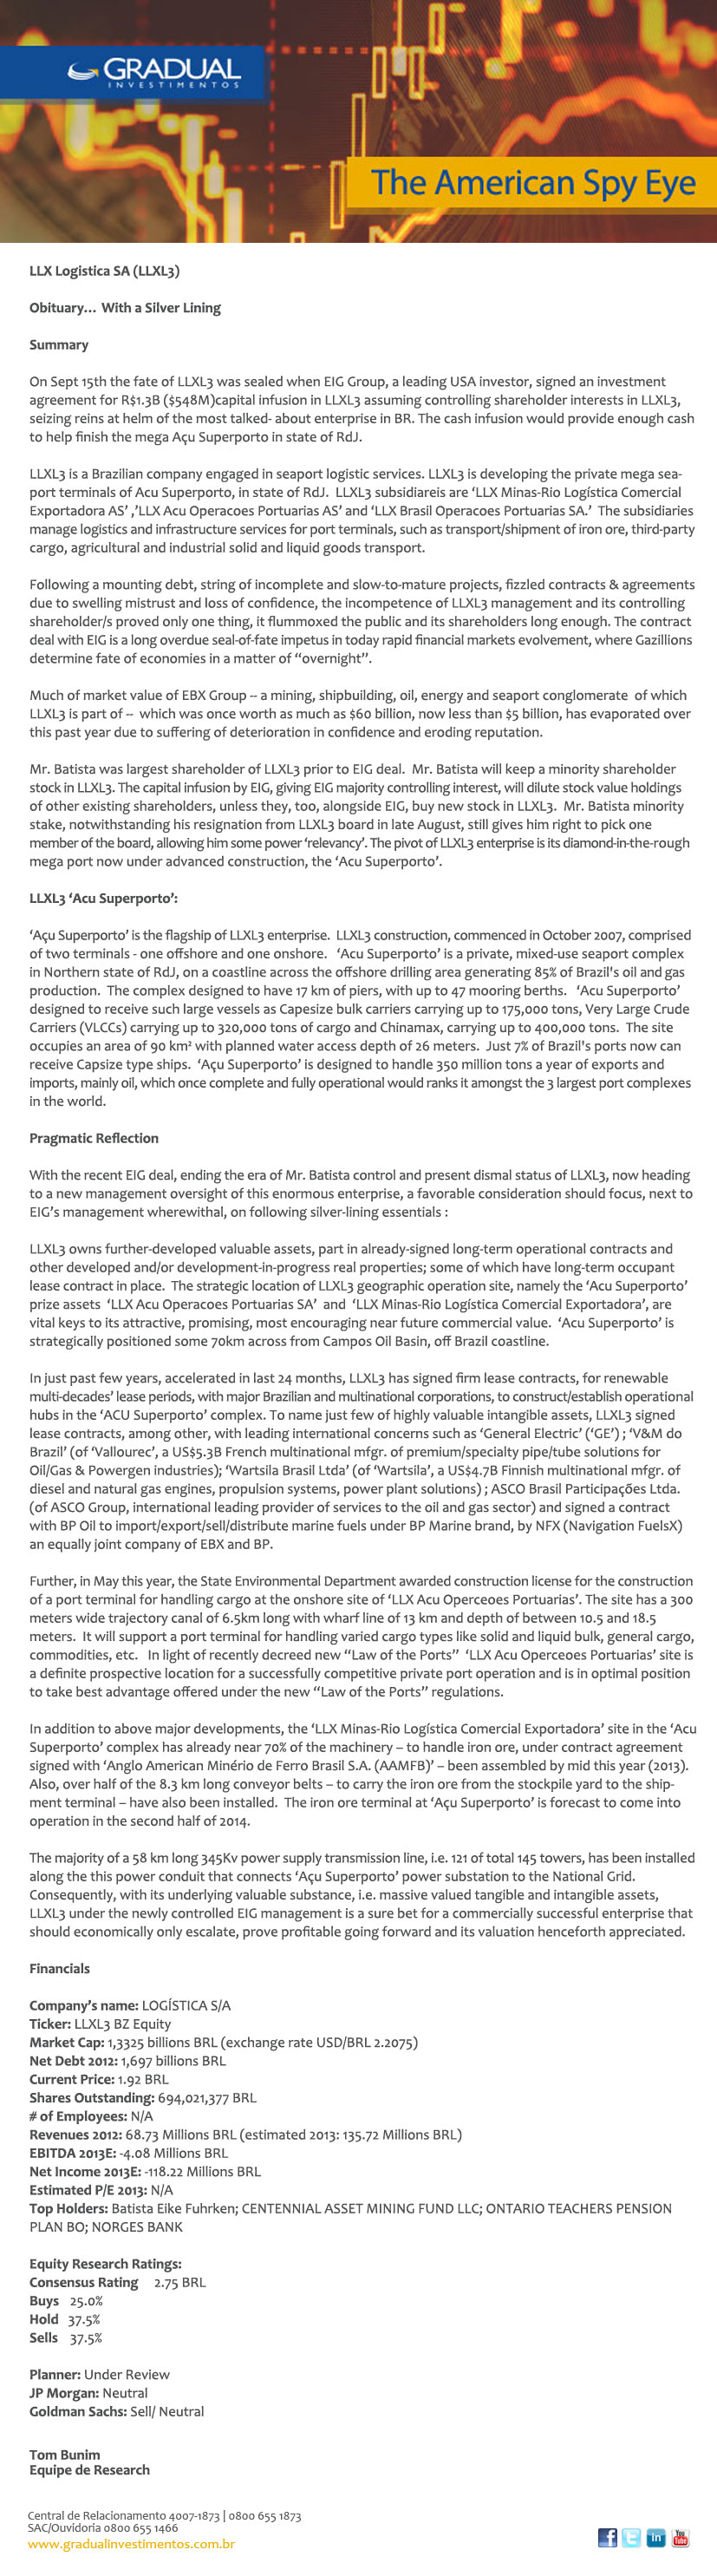 GRADUAL
INVESTIMENTOS
The American Spy Eye
LLX Logistica SA (LLXL3)
Obituary... With a Silver Lining
Summary
On Sept 15th the fate of LLXL3 was sealed when EIG Group, a leading USA investor, signed an investment
agreement for R$1.3B ($548M)capital infusion in LLXL3 assuming controlling shareholder interests in LLXL3,
seizing reins at helm of the most talked- about enterprise in BR. The cash infusion would provide enough cash
to help finish the mega Açu Superporto in state of RdJ.
LLXL3 is a Brazilian company engaged in seaport logistic services. LLXL3 is developing the private mega sea-
port terminals of Acu Superporto, in state of RdJ. LLXL3 subsidiareis are ‘LLX Minas-Rio Logística Comercial
Exportadora AS’ ,’LLX Acu Operacoes Portuarias AS’ and ‘LLX Brasil Operacoes Portuarias SA.’ The subsidiaries
manage logistics and infrastructure services for port terminals, such as transport/shipment of iron ore, third-party
cargo, agricultural and industrial solid and liquid goods transport.
Following a mounting debt, string of incomplete and slow-to-mature projects, fizzled contracts & agreements
due to swelling mistrust and loss of confidence, the incompetence of LLXL3 management and its controlling
shareholder/s proved only one thing, it flummoxed the public and its shareholders long enough. The contract
deal with EIG is a long overdue seal-of-fate impetus in today rapid financial markets evolvement, where Gazillions
determine fate of economies in a matter of “overnight”.
Much of market value of EBX Group -- a mining, shipbuilding, oil, energy and seaport conglomerate of which
LLXL3 is part of -- which was once worth as much as $60 billion, now less than $5 billion, has evaporated over
this past year due to suffering of deterioration in confidence and eroding reputation.
Mr. Batista was largest shareholder of LLXL3 prior to EIG deal. Mr. Batista will keep a minority shareholder
stock in LLXL3. The capital infusion by EIG, giving EIG majority controlling interest, will dilute stock value holdings
of other existing shareholders, unless they, too, alongside EIG, buy new stock in LLXL3. Mr. Batista minority
stake, notwithstanding his resignation from LLXL3 board in late August, still gives him right to pick one
member of the board, allowing him some power ‘relevancy’. The pivot of LLXL3 enterprise is its diamond-in-the-rough
mega port now under advanced construction, the ‘Acu Superporto’.
LLXL3 ‘Acu Superporto’:
‘Açu Superporto’ is the flagship of LLXL3 enterprise. LLXL3 construction, commenced in October 2007, comprised
of two terminals - one offshore and one onshore. ‘Acu Superporto’ is a private, mixed-use seaport complex
in Northern state of RdJ, on a coastline across the offshore drilling area generating 85% of Brazil's oil and gas
production. The complex designed to have 17 km of piers, with up to 47 mooring berths. ‘Acu Superporto’
designed to receive such large vessels as Capesize bulk carriers carrying up to 175,000 tons, Very Large Crude
Carriers (VLCCs) carrying up to 320,000 tons of cargo and Chinamax, carrying up to 400,000 tons. The site
occupies an area of 90 km² with planned water access depth of 26 meters. Just 7% of Brazil's ports now can
receive Capsize type ships. ‘Açu Superporto’ is designed to handle 350 million tons a year of exports and
imports, mainly oil, which once complete and fully operational would ranks it amongst the 3 largest port complexes
in the world.
Pragmatic Reflection
With the recent EIG deal, ending the era of Mr. Batista control and present dismal status of LLXL3, now heading
to a new management oversight of this enormous enterprise, a favorable consideration should focus, next to
EIG’s management wherewithal, on following silver-lining essentials :
LLXL3 owns further-developed valuable assets, part in already-signed long-term operational contracts and
other developed and/or development-in-progress real properties; some of which have long-term occupant
lease contract in place. The strategic location of LLXL3 geographic operation site, namely the ‘Acu Superporto’
prize assets ‘LLX Acu Operacoes Portuarias SA’ and ‘LLX Minas-Rio Logística Comercial Exportadora’, are
vital keys to its attractive, promising, most encouraging near future commercial value. ‘Acu Superporto’ is
strategically positioned some 70km across from Campos Oil Basin, off Brazil coastline.
In just past few years, accelerated in last 24 months, LLXL3 has signed firm lease contracts, for renewable
multi-decades’ lease periods, with major Brazilian and multinational corporations, to construct/establish operational
hubs in the ‘ACU Superporto’ complex. To name just few of highly valuable intangible assets, LLXL3 signed
lease contracts, among other, with leading international concerns such as ‘General Electric’ (‘GE’) ; ‘V&M do
Brazil’ (of ‘Vallourec’, a US$5.3B French multinational mfgr. of premium/specialty pipe/tube solutions for
Oil/Gas & Powergen industries); ‘Wartsila Brasil Ltda’ (of ‘Wartsila’, a US$4.7B Finnish multinational mfgr. of
diesel and natural gas engines, propulsion systems, power plant solutions) ; ASCO Brasil Participações Ltda.
(of ASCO Group, international leading provider of services to the oil and gas sector) and signed a contract
with BP Oil to import/export/sell/distribute marine fuels under BP Marine brand, by NFX (Navigation FuelsX)
an equally joint company of EBX and BP.
Further, in May this year, the State Environmental Department awarded construction license for the construction
of a port terminal for handling cargo at the onshore site of ‘LLX Acu Operceoes Portuarias’. The site has a 300
meters wide trajectory canal of 6.5km long with wharf line of 13 km and depth of between 10.5 and 18.5
meters. It will support a port terminal for handling varied cargo types like solid and liquid bulk, general cargo,
commodities, etc. In light of recently decreed new “Law of the Ports” ‘LLX Acu Operceoes Portuarias’ site is
a definite prospective location for a successfully competitive private port operation and is in optimal position
to take best advantage offered under the new “Law of the Ports” regulations.
In addition to above major developments, the ‘LLX Minas-Rio Logística Comercial Exportadora’ site in the ‘Acu
Superporto’ complex has already near 70% of the machinery – to handle iron ore, under contract agreement
signed with ‘Anglo American Minério de Ferro Brasil S.A. (AAMFB)’ – been assembled by mid this year (2013).
Also, over half of the 8.3 km long conveyor belts – to carry the iron ore from the stockpile yard to the ship-
ment terminal – have also been installed. The iron ore terminal at ‘Açu Superporto’ is forecast to come into
operation in the second half of 2014.
The majority of a 58 km long 345Kv power supply transmission line, i.e. 121 of total 145 towers, has been installed
along the this power conduit that connects ‘Açu Superporto’ power substation to the National Grid.
Consequently, with its underlying valuable substance, i.e. massive valued tangible and intangible assets,
LLXL3 under the newly controlled EIG management is a sure bet for a commercially successful enterprise that
should economically only escalate, prove profitable going forward and its valuation henceforth appreciated.
Financials
Company’s name: LOGÍSTICA S/A
Ticker: LLXL3 BZ Equity
Market Cap: 1,3325 billions BRL (exchange rate USD/BRL 2.2075)
Net Debt 2012: 1,697 billions BRL
Current Price: 1.92 BRL
Shares Outstanding: 694,021,377 BRL
# of Employees: N/A
Revenues 2012: 68.73 Millions BRL (estimated 2013: 135.72 Millions BRL)
EBITDA 2013E: -4.08 Millions BRL
Net Income 2013E: -118.22 Millions BRL
Estimated P/E 2013: N/A
Top Holders: Batista Eike Fuhrken; CENTENNIAL ASSET MINING FUND LLC; ONTARIO TEACHERS PENSION
PLAN BO; NORGES BANK
Equity Research Ratings:
Consensus Rating 2.75 BRL
Buys 25.0%
Hold 37.5%
Sells 37.5%
Planner: Under Review
JP Morgan: Neutral
Goldman Sachs: Sell/ Neutral
Tom Bunim
Equipe de Research
Central de Relacionamento 4007-1873 | 0800 655 1873
SAC/Ouvidoria 0800 655 1466
www.gradualinvestimentos.com.br
You Tube